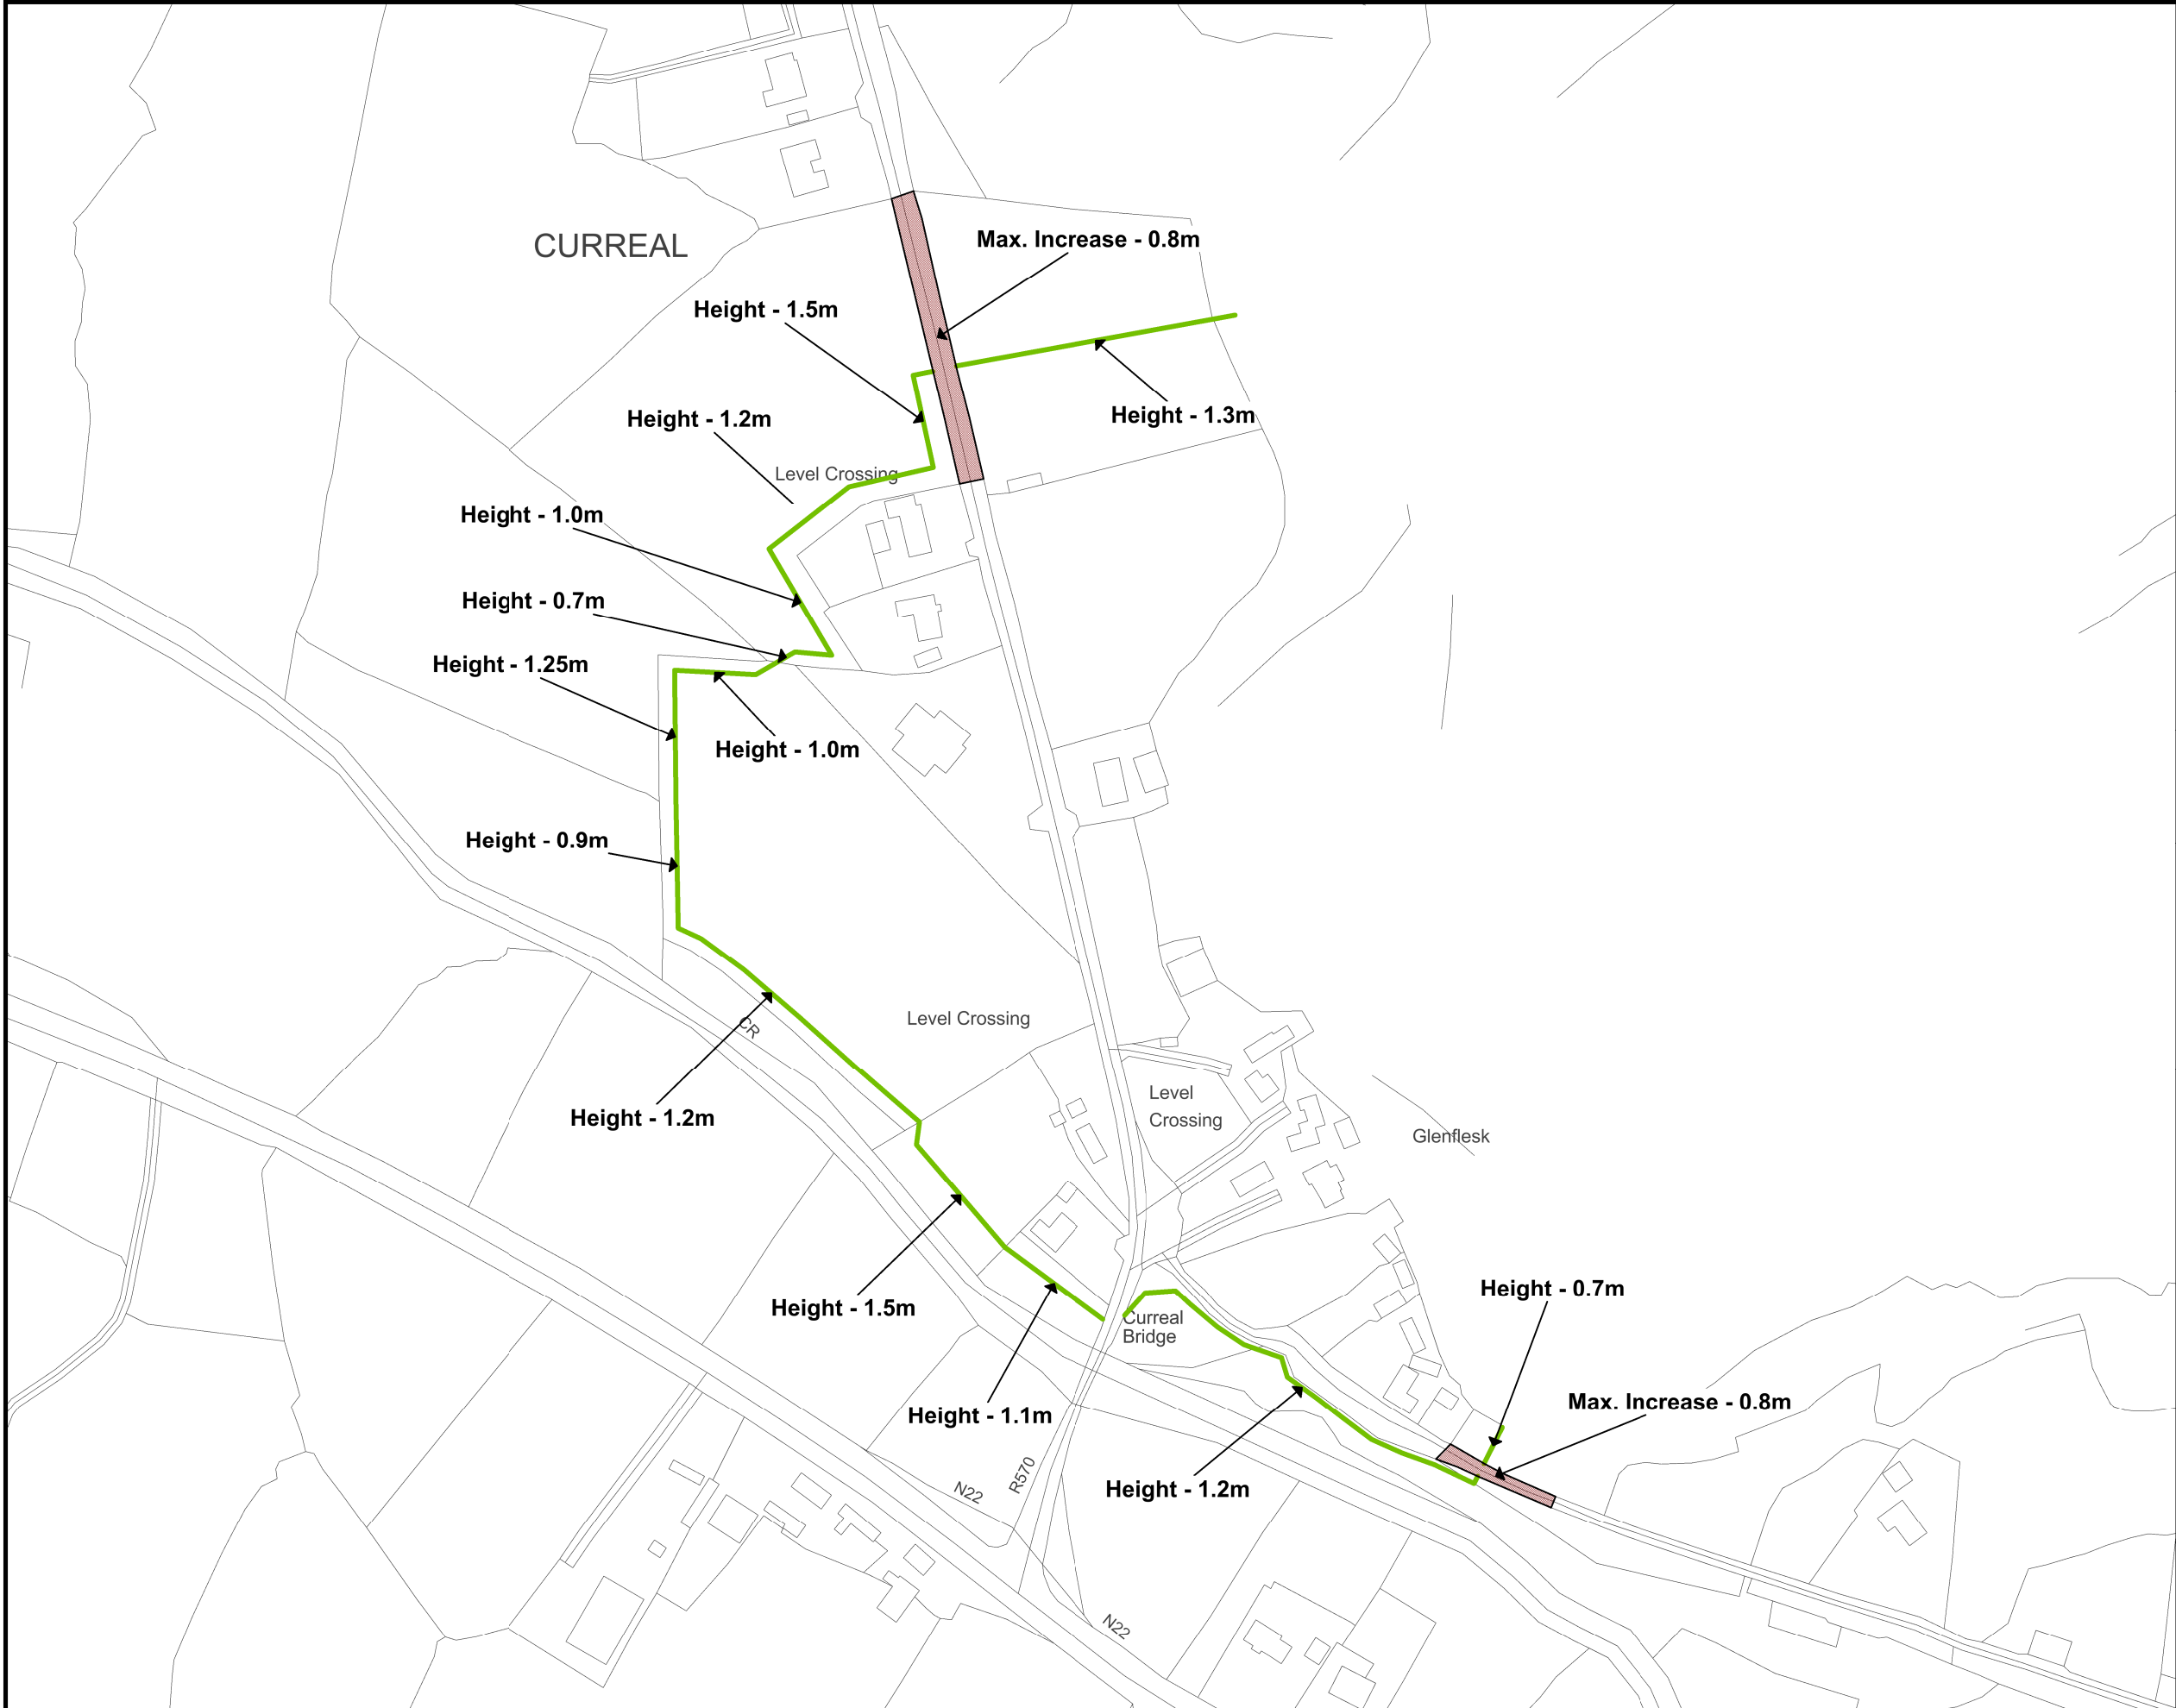 CURREAL
Max. Increase - 0.8m
Height - 1.5m
Height - 1.3m
Height - 1.2m
Level Crossing
Height - 1.0m
Height - 0.7m
Height - 1.25m
Height - 1.0m
Height - 0.9m
Level Crossing
CR
Level
Crossing
Height - 1.2m
Glenflesk
Height - 0.7m
Height - 1.5m
Curreal
Bridge
Max. Increase - 0.8m
Height - 1.1m
Height - 1.2m
R570
N22
N22